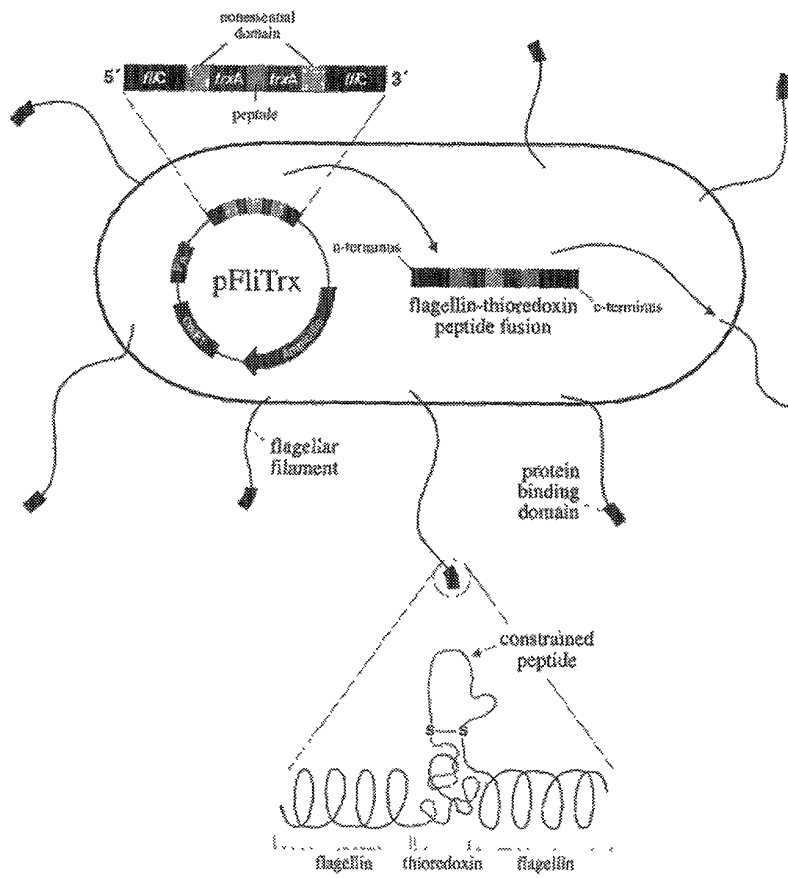 nonessential
domain
5´ fliC trxA trxA fliC 3´
peptide
n-terminus
pFliTrx
flagellin-thioredoxin
peptide fusion
c-terminus
flagellar
filament
protein
binding
domain
constrained
peptide
S S
flagellin thioredoxin flagellin